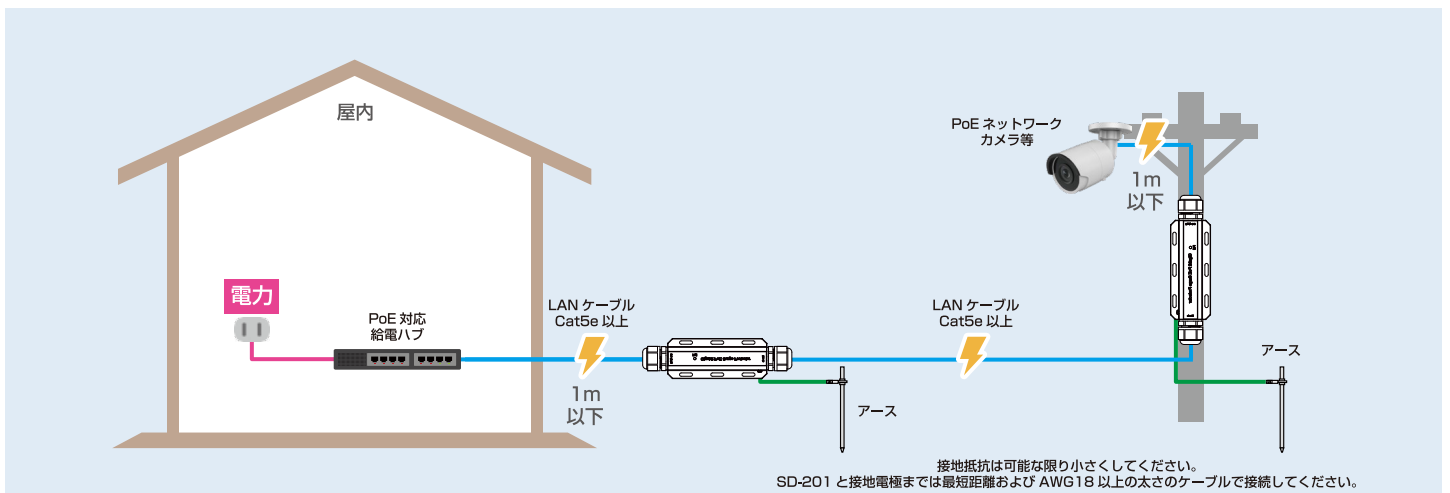 屋内
電力
PoE 対応
給電ハブ
LAN ケーブル
Cat5e 以上
1m
以下
アース
LAN ケーブル
Cat5e 以上
PoE ネットワーク
カメラ等
1m
以下
アース
接地抵抗は可能な限り小さくしてください。
SD-201 と接地電極までは最短距離および AWG18 以上の太さのケーブルで接続してください。